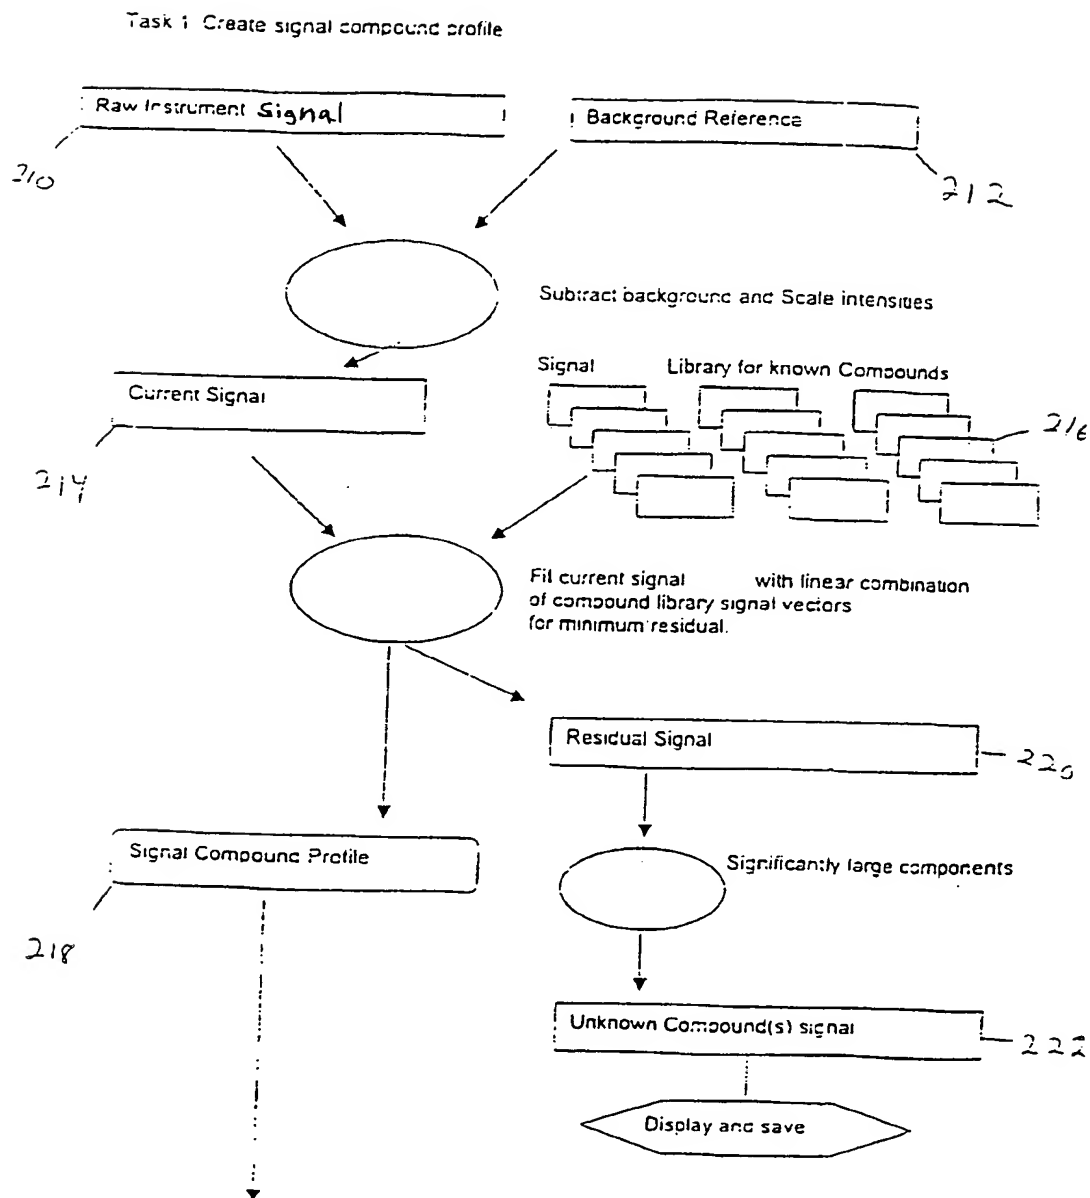 Task 1 Create signal compound profile
Raw Instrument Signal
Background Reference
210
212
Subtract background and Scale intensities
Signal
Library for known Compounds
Current Signal
216
214
Fit current signal with linear combination
of compound library signal vectors
for minimum residual.
Residual Signal
220
Signal Compound Profile
Significantly large components
218
Unknown Compound(s) signal
222
Display and save